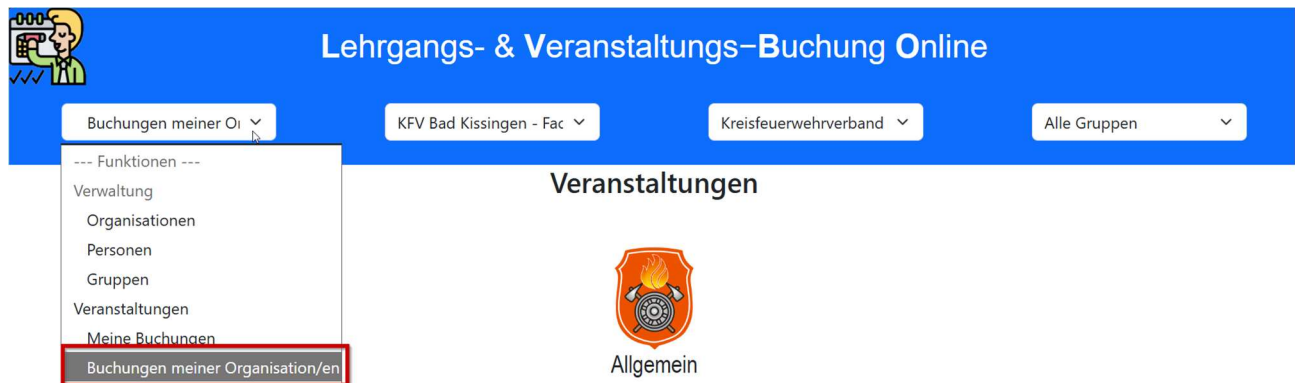 Lehrgangs- & Veranstaltungs-Buchung Online
Buchungen meiner Or
KFV Bad Kissingen - Fac
Kreisfeuerwehrverband
Alle Gruppen
--- Funktionen ---
Verwaltung
Organisationen
Personen
Gruppen
Veranstaltungen
Meine Buchungen
Buchungen meiner Organisation/en
Veranstaltungen
Allgemein